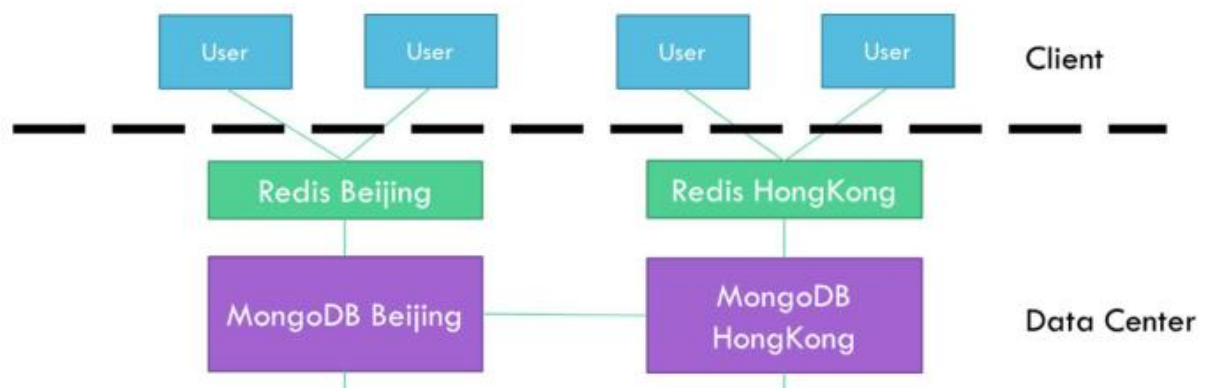 User
User
User
User
Client
Redis Beijing
Redis HongKong
MongoDB Beijing
MongoDB
HongKong
Data Center